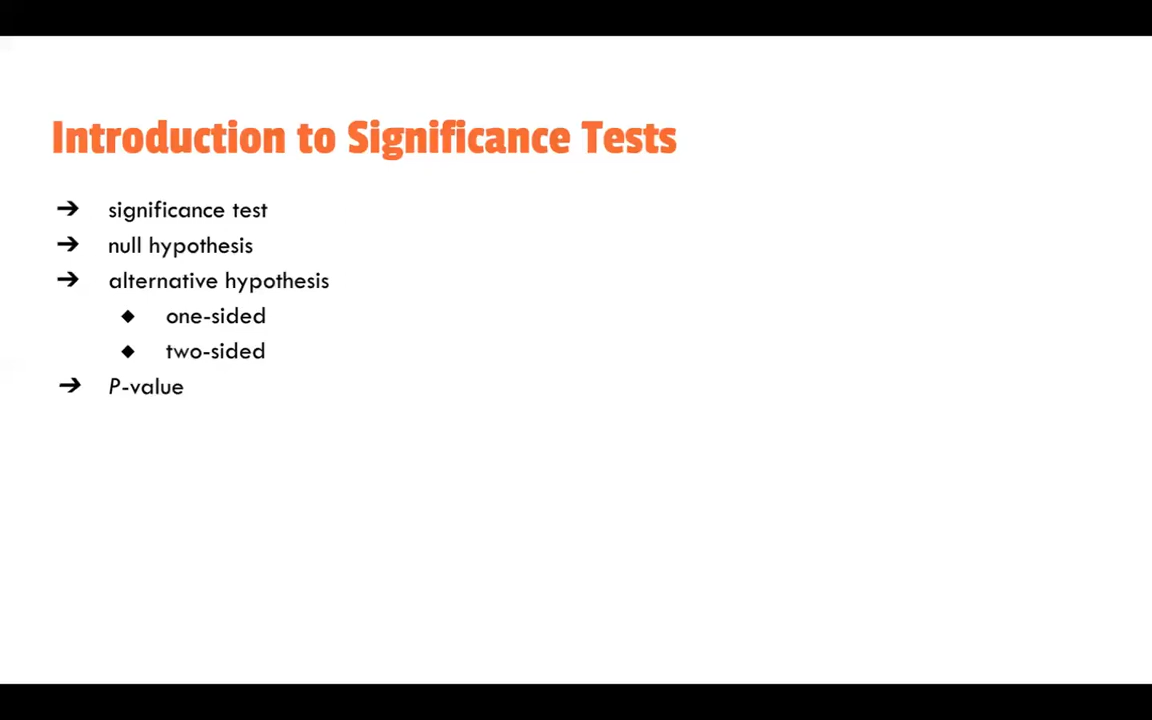 Introduction to Significance Tests
➔ significance test
➔ null hypothesis
➔ alternative hypothesis
◆ one-sided
◆ two-sided
➔ P-value